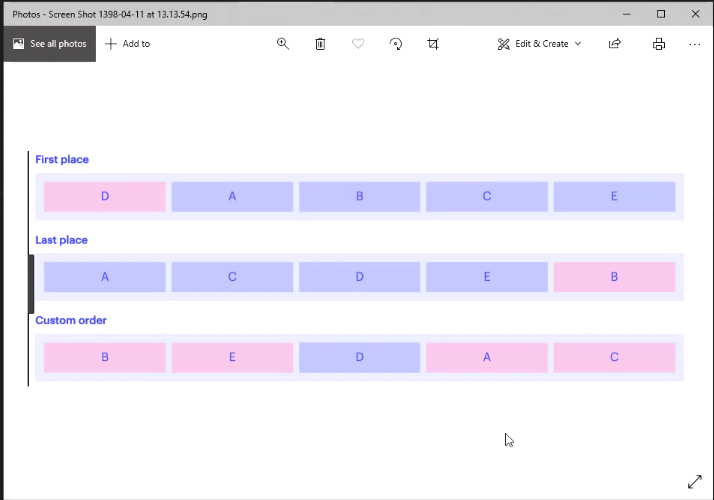 Photos - Screen Shot 1398-04-11 at 13.13.54.png
See all photos
Add to
Edit & Create
First place
D A B C E
Last place
A C D E B
Custom order
B E D A C